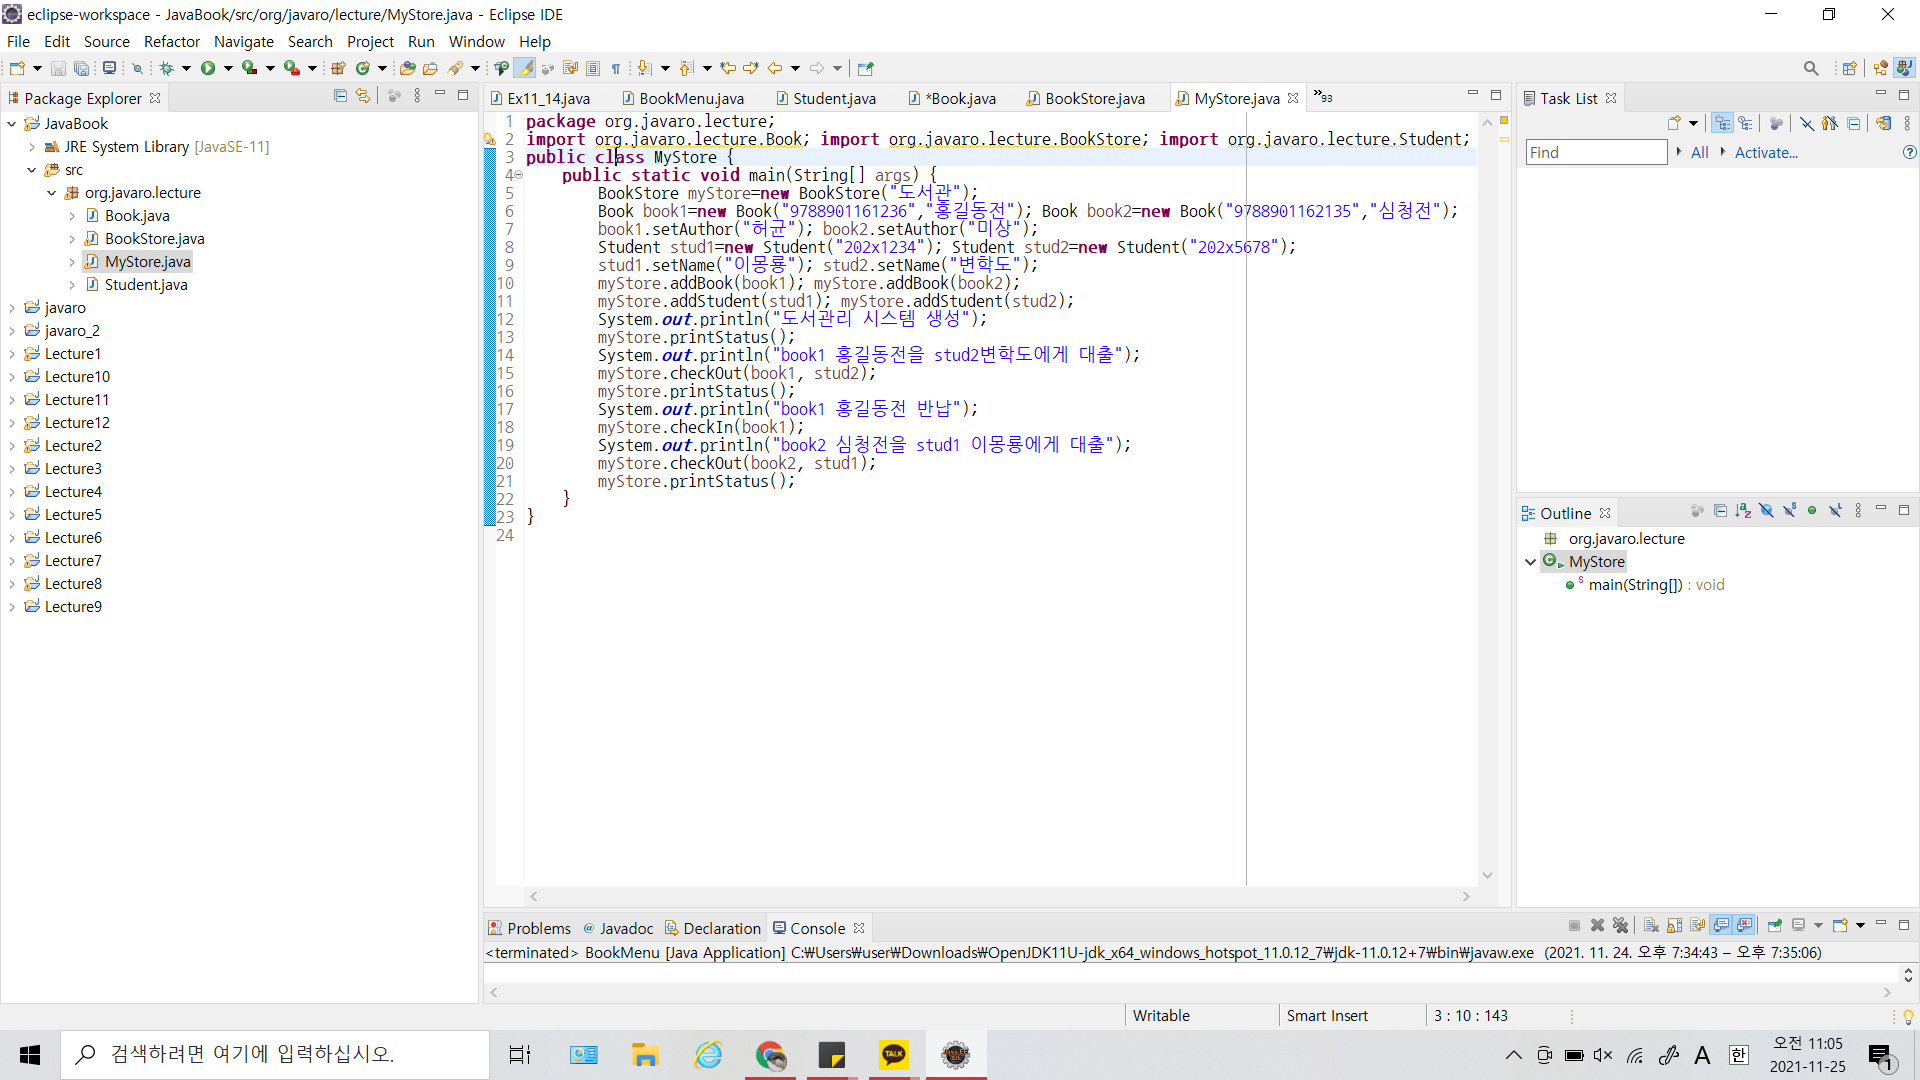 eclipse-workspace - JavaBook/src/org/javaro/lecture/MyStore.java - Eclipse IDE
File Edit Source Refactor Navigate Search Project Run Window Help
Package Explorer
JavaBook
JRE System Library [JavaSE-11]
src
org.javaro.lecture
Book.java
BookStore.java
MyStore.java
Student.java
javaro
javaro_2
Lecture1
Lecture10
Lecture11
Lecture12
Lecture2
Lecture3
Lecture4
Lecture5
Lecture6
Lecture7
Lecture8
Lecture9
Ex11_14.java BookMenu.java Student.java *Book.java BookStore.java MyStore.java »93
1 package org.javaro.lecture;
2 import org.javaro.lecture.Book; import org.javaro.lecture.BookStore; import org.javaro.lecture.Student;
3 public class MyStore {
4 public static void main(String[] args) {
5 BookStore myStore=new BookStore("도서관");
6 Book book1=new Book("9788901161236","홍길동전"); Book book2=new Book("9788901162135","심청전");
7 book1.setAuthor("허균"); book2.setAuthor("미상");
8 Student stud1=new Student("202x1234"); Student stud2=new Student("202x5678");
9 stud1.setName("이몽룡"); stud2.setName("변학도");
10 myStore.addBook(book1); myStore.addBook(book2);
11 myStore.addStudent(stud1); myStore.addStudent(stud2);
12 System.out.println("도서관리 시스템 생성");
13 myStore.printStatus();
14 System.out.println("book1 홍길동전을 stud2변학도에게 대출");
15 myStore.checkOut(book1, stud2);
16 myStore.printStatus();
17 System.out.println("book1 홍길동전 반납");
18 myStore.checkIn(book1);
19 System.out.println("book2 심청전을 stud1 이몽룡에게 대출");
20 myStore.checkOut(book2, stud1);
21 myStore.printStatus();
22 }
23 }
24
Task List
Find All Activate...
Outline
org.javaro.lecture
MyStore
main(String[]) : void
Problems Javadoc Declaration Console
<terminated> BookMenu [Java Application] C:₩Users₩user₩Downloads₩OpenJDK11U-jdk_x64_windows_hotspot_11.0.12_7₩jdk-11.0.12+7₩bin₩javaw.exe (2021. 11. 24. 오후 7:34:43 – 오후 7:35:06)
Writable Smart Insert 3 : 10 : 143
검색하려면 여기에 입력하십시오.
TALK
A 한
오전 11:05
2021-11-25
1